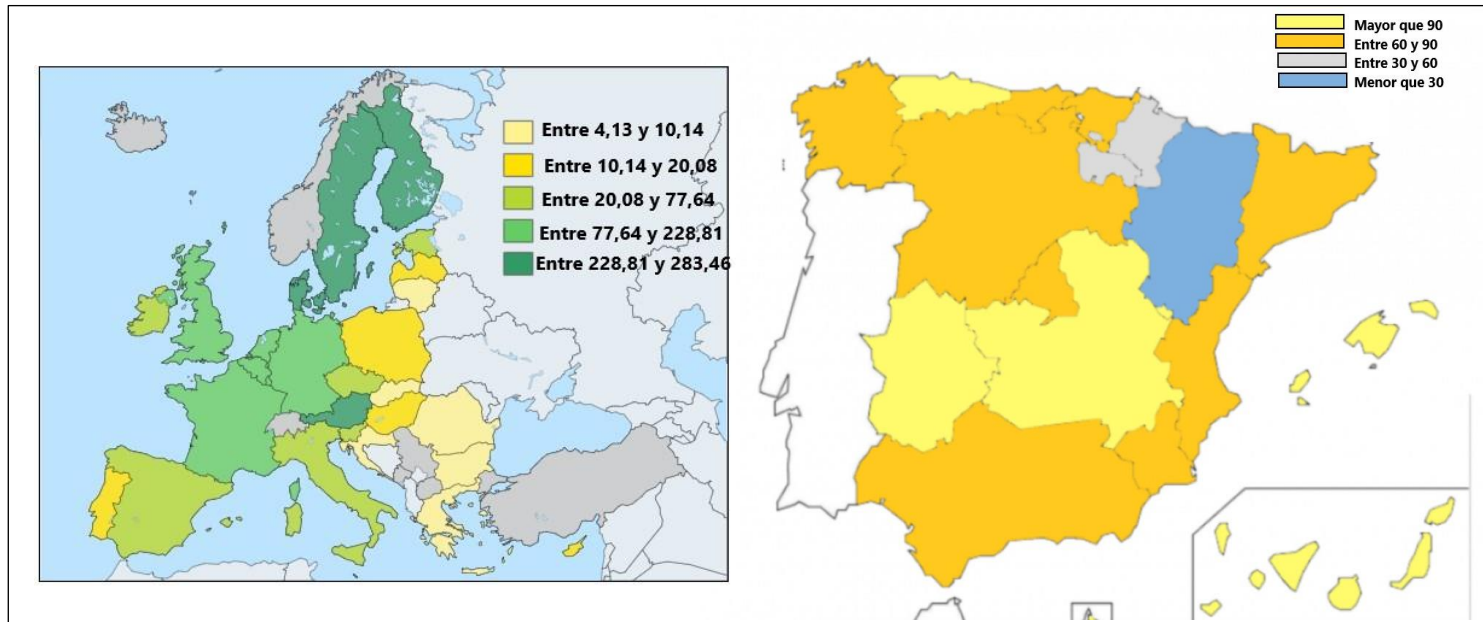 Entre 4,13 y 10,14
Entre 10,14 y 20,08
Entre 20,08 y 77,64
Entre 77,64 y 228,81
Entre 228,81 y 283,46
Mayor que 90
Entre 60 y 90
Entre 30 y 60
Menor que 30